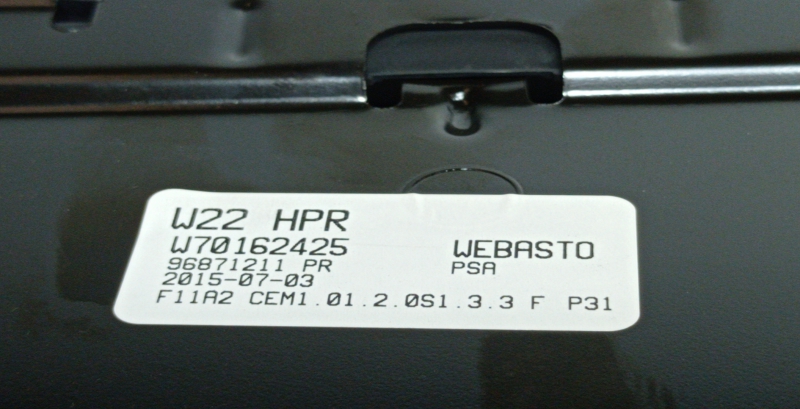 W22 HPR
W70162425 WEBASTO
96871211 PR PSA
2015-07-03
F11A2 CEM1.01.2.0S1.3.3 F P31